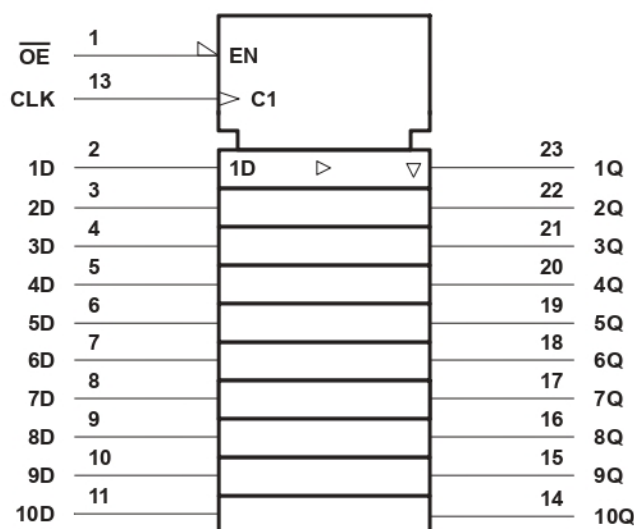 1
OE EN
13
CLK C1
2 23
1D 1D 1Q
3 22
2D 2Q
4 21
3D 3Q
5 20
4D 4Q
6 19
5D 5Q
7 18
6D 6Q
8 17
7D 7Q
9 16
8D 8Q
10 15
9D 9Q
11 14
10D 10Q